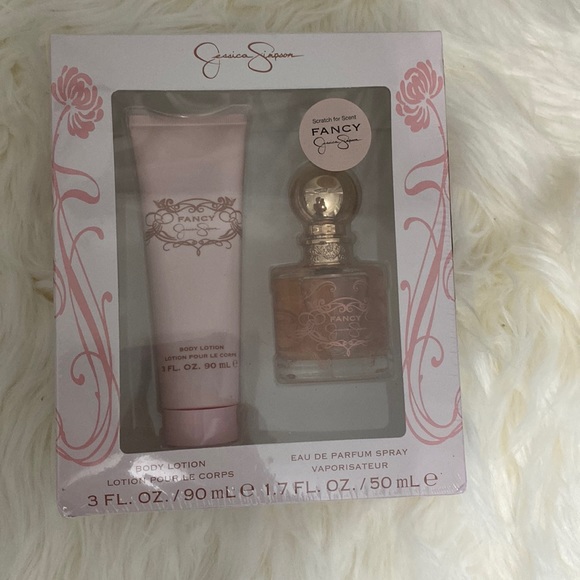 Jessica Simpson
Scratch for Scent
FANCY
Jessica Simpson
FANCY
Jessica Simpson
BODY LOTION
LOTION POUR LE CORPS
3 FL. OZ. 90 mL e
FANCY
Jessica Simpson
BODY LOTION
LOTION POUR LE CORPS
3 FL. OZ. / 90 mL e
EAU DE PARFUM SPRAY
VAPORISATEUR
1.7 FL. OZ. / 50 mL e